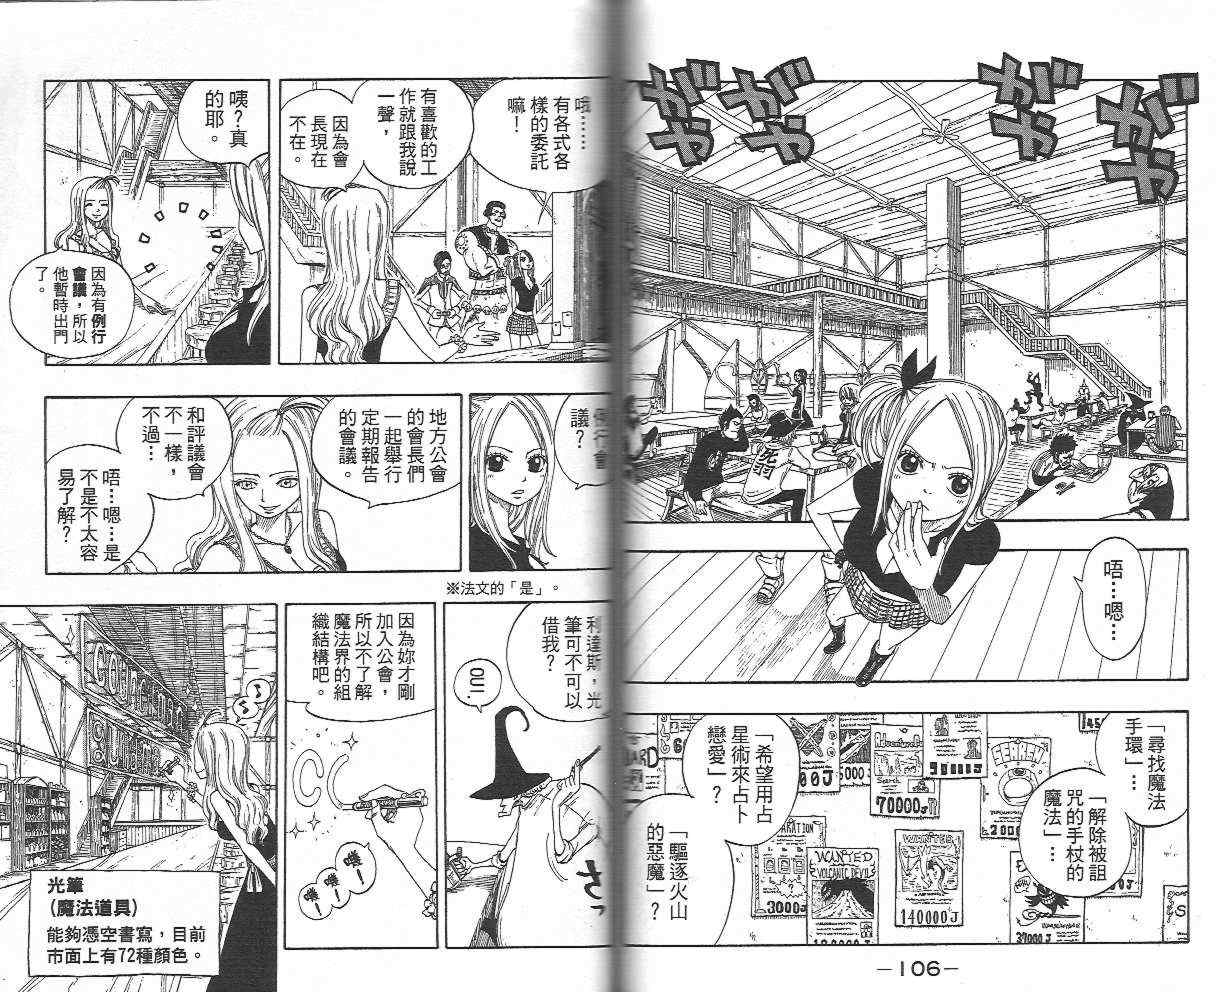 ガヤ
ガヤ
ガヤ
ガヤ
唔…嗯…
「尋找魔法
手環」…
「解除被詛
咒的手杖的
魔法」…
「希望用占
星術來占卜
戀愛」？
「驅逐火山
的惡魔」？
70000J
WANTED
VOLCANIC DEVIL
3000J
WANTED
140000J
－106－
哦……
有各式各
樣的委託
嘛！
有喜歡的工
作就跟我說
一聲，
因為會
長現在
不在。
咦？真
的耶。
因為有例行
會議，所以
他暫時出門
了。
例行會
議？
地方公會
的會長們
一起舉行
定期報告
的會議。
和評議會
不一樣，
不過…
唔…嗯…是
不是不太容
易了解？
利達斯，光
筆可不可以
借我？
※法文的「是」。
OUI.
因為妳才剛
加入公會，
所以不了解
魔法界的組
織結構吧。
光筆
(魔法道具)
能夠憑空書寫，目前
市面上有72種顏色。